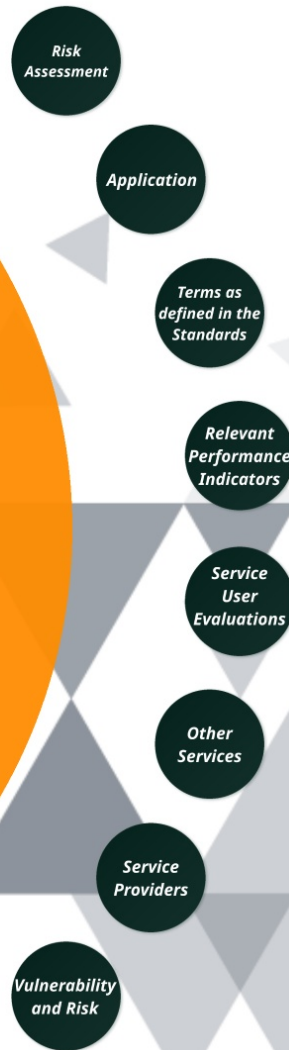 Risk
Assessment
Application
Terms as
defined in the
Standards
Relevant
Performance
Indicators
Service
User
Evaluations
Other
Services
Service
Providers
Vulnerability
and Risk